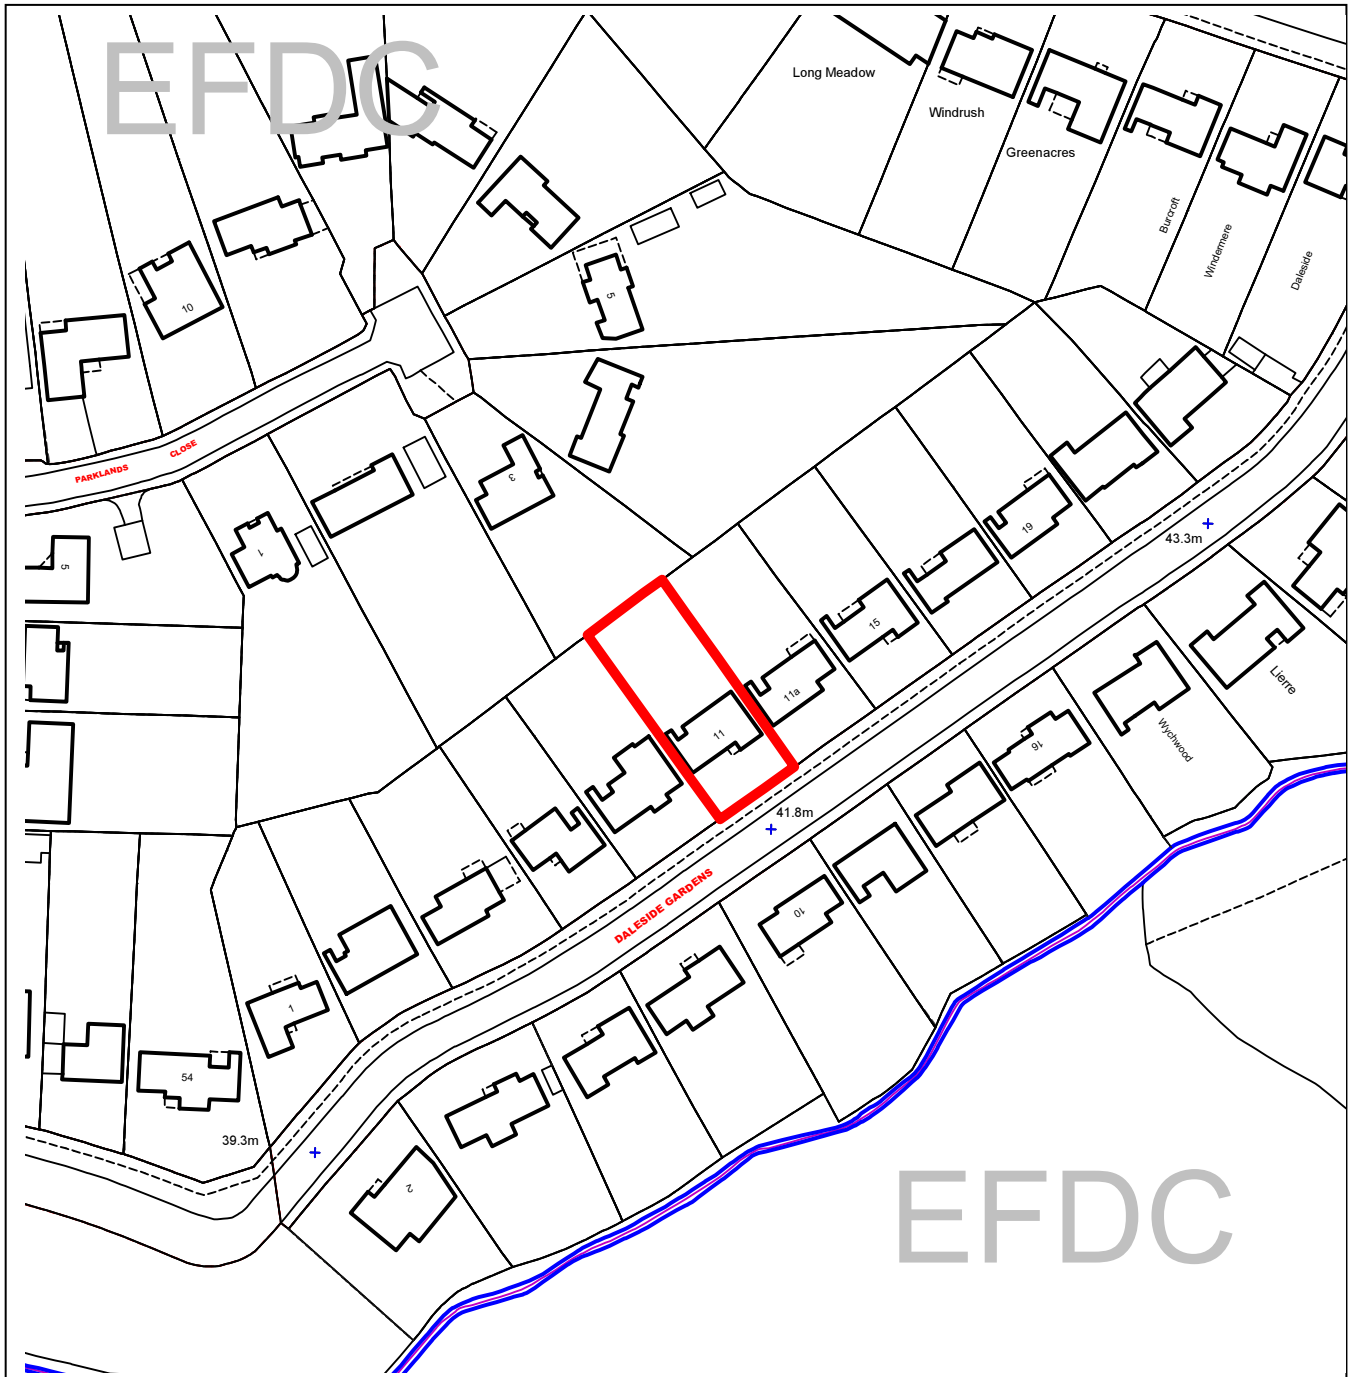 EFDC
Long Meadow
Windrush
Greenacres
Burcroft
Windermere
Daleside
10
5
PARKLANDS CLOSE
3
1
5
19
43.3m
15
11a
11
Lierre
Wychwood
16
41.8m
DALESIDE GARDENS
10
1
54
39.3m
2
EFDC